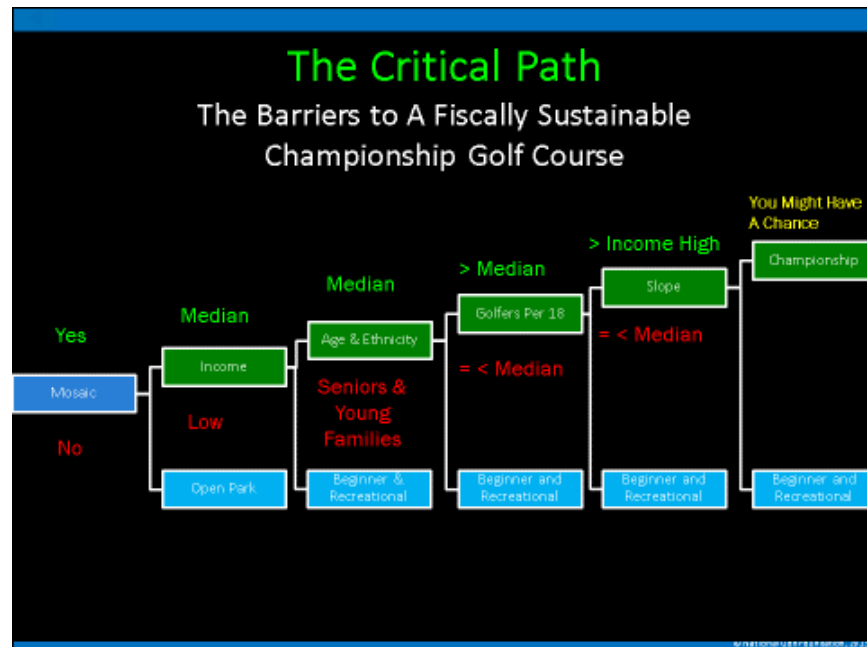 The Critical Path
The Barriers to A Fiscally Sustainable
Championship Golf Course
You Might Have
A Chance
> Income High
Championship
> Median
Slope
Median
Golfers Per 18
Median
Age & Ethnicity
= < Median
Yes
Income
= < Median
Mosaic
Seniors &
Young
Families
Low
No
Open Park
Beginner &
Recreational
Beginner and
Recreational
Beginner and
Recreational
Beginner and
Recreational